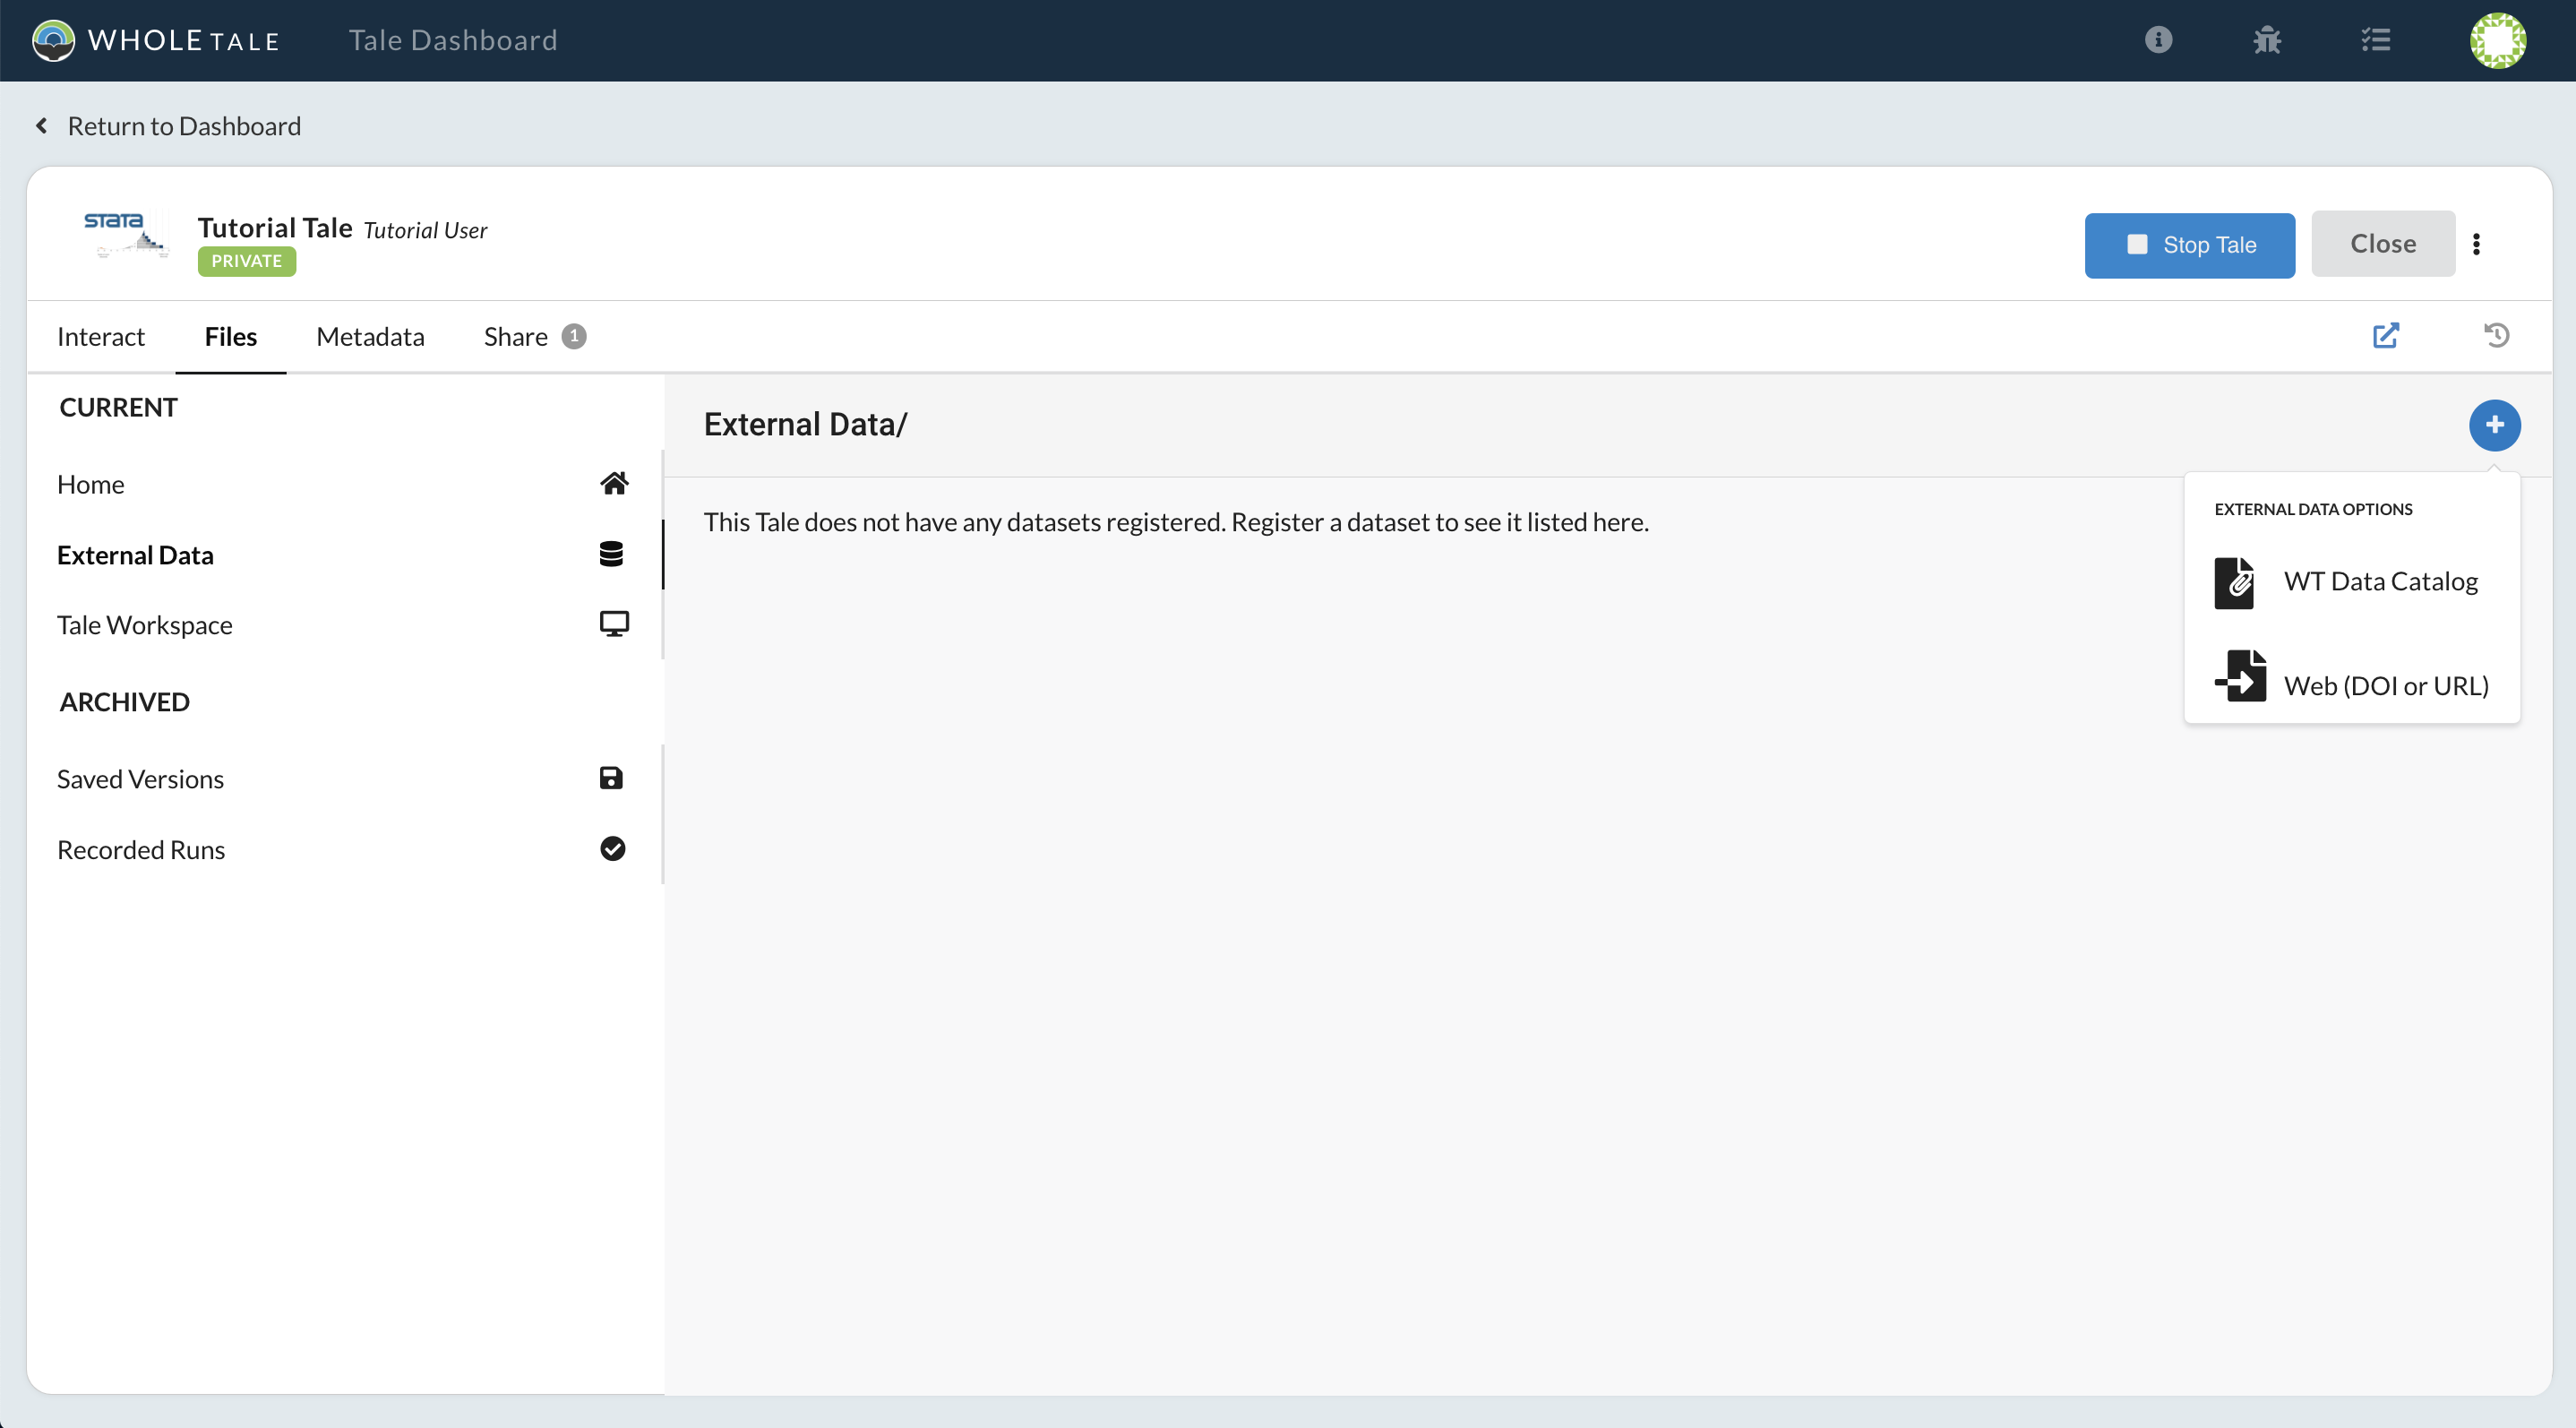 WHOLE TALE
Tale Dashboard
Return to Dashboard
STATA
Tutorial Tale Tutorial User
PRIVATE
Stop Tale
Close
Interact
Files
Metadata
Share 1
CURRENT
Home
External Data
Tale Workspace
ARCHIVED
Saved Versions
Recorded Runs
External Data/
This Tale does not have any datasets registered. Register a dataset to see it listed here.
EXTERNAL DATA OPTIONS
WT Data Catalog
Web (DOI or URL)